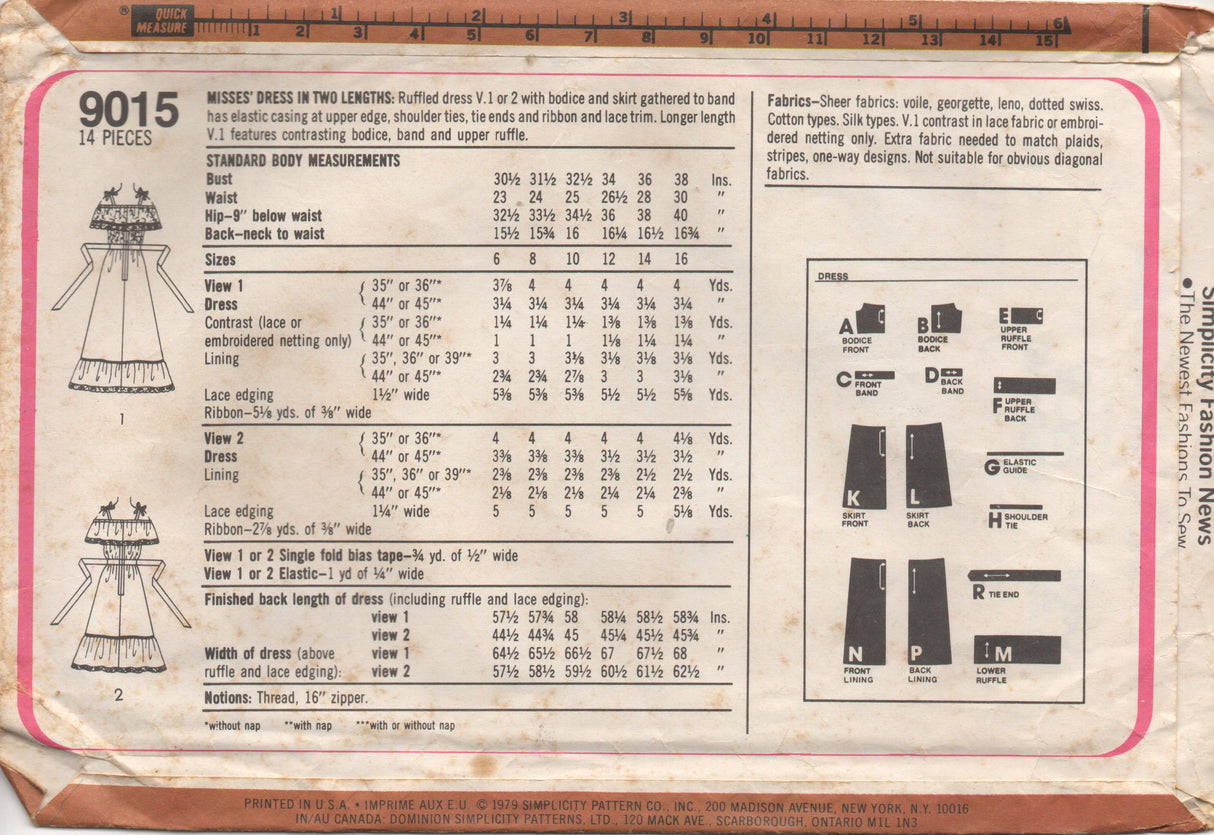 ® QUICK MEASURE
1 2 3 4 5 6
1 2 3 4 5 6 7 8 9 10 11 12 13 14 15
9015
14 PIECES
MISSES' DRESS IN TWO LENGTHS: Ruffled dress V.1 or 2 with bodice and skirt gathered to band
has elastic casing at upper edge, shoulder ties, tie ends and ribbon and lace trim. Longer length
V.1 features contrasting bodice, band and upper ruffle.
STANDARD BODY MEASUREMENTS
Bust 30½ 31½ 32½ 34 36 38 Ins.
Waist 23 24 25 26½ 28 30 "
Hip–9" below waist 32½ 33½ 34½ 36 38 40 "
Back–neck to waist 15½ 15¾ 16 16¼ 16½ 16¾ "
Sizes 6 8 10 12 14 16
View 1 { 35" or 36"* 3⅞ 4 4 4 4 4 Yds.
Dress 44" or 45"* 3¼ 3¼ 3¼ 3¼ 3¼ 3¼ "
Contrast (lace or { 35" or 36"* 1¼ 1¼ 1¼ 1⅜ 1⅜ 1⅜ Yds.
embroidered netting only) 44" or 45"* 1 1 1 1⅛ 1¼ 1¼ "
Lining { 35", 36" or 39"* 3 3 3⅛ 3⅛ 3⅛ 3⅛ Yds.
44" or 45"* 2¾ 2¾ 2⅞ 3 3 3⅛ "
Lace edging 1½" wide 5⅜ 5⅜ 5⅜ 5½ 5½ 5⅝ Yds.
Ribbon–5⅛ yds. of ⅜" wide
View 2 { 35" or 36"* 4 4 4 4 4 4⅛ Yds.
Dress 44" or 45"* 3⅜ 3⅜ 3⅜ 3½ 3½ 3½ "
Lining { 35", 36" or 39"* 2⅜ 2⅜ 2⅜ 2⅜ 2½ 2½ Yds.
44" or 45"* 2⅛ 2⅛ 2⅛ 2¼ 2¼ 2⅜ "
Lace edging 1¼" wide 5 5 5 5 5 5⅛ Yds.
Ribbon–2⅞ yds. of ⅜" wide
View 1 or 2 Single fold bias tape–¾ yd. of ½" wide
View 1 or 2 Elastic–1 yd of ¼" wide
Finished back length of dress (including ruffle and lace edging):
view 1 57½ 57¾ 58 58¼ 58½ 58¾ Ins.
view 2 44½ 44¾ 45 45¼ 45½ 45¾ "
Width of dress (above view 1 64½ 65½ 66½ 67 67½ 68 "
ruffle and lace edging): view 2 57½ 58½ 59½ 60½ 61½ 62½ "
Notions: Thread, 16" zipper.
*without nap **with nap ***with or without nap
1
2
Fabrics–Sheer fabrics: voile, georgette, leno, dotted swiss.
Cotton types. Silk types. V.1 contrast in lace fabric or embroi-
dered netting only. Extra fabric needed to match plaids,
stripes, one-way designs. Not suitable for obvious diagonal
fabrics.
DRESS
A BODICE FRONT
B BODICE BACK
E UPPER RUFFLE FRONT
C FRONT BAND
D BACK BAND
F UPPER RUFFLE BACK
G ELASTIC GUIDE
K SKIRT FRONT
L SKIRT BACK
H SHOULDER TIE
R TIE END
N FRONT LINING
P BACK LINING
M LOWER RUFFLE
Simplicity Fashion News
• The Newest Fashions To Sew
PRINTED IN U.S.A. • IMPRIME AUX E.U. © 1979 SIMPLICITY PATTERN CO., INC., 200 MADISON AVENUE, NEW YORK, N.Y. 10016
IN/AU CANADA: DOMINION SIMPLICITY PATTERNS, LTD., 120 MACK AVE., SCARBOROUGH, ONTARIO M1L 1N3